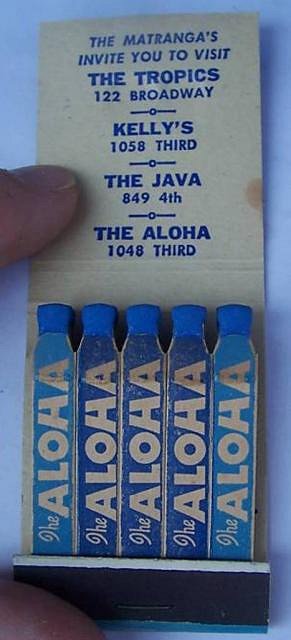 THE MATRANGA'S
INVITE YOU TO VISIT
THE TROPICS
122 BROADWAY
KELLY'S
1058 THIRD
THE JAVA
849 4th
THE ALOHA
1048 THIRD
The ALOHA
The ALOHA
The ALOHA
The ALOHA
The ALOHA